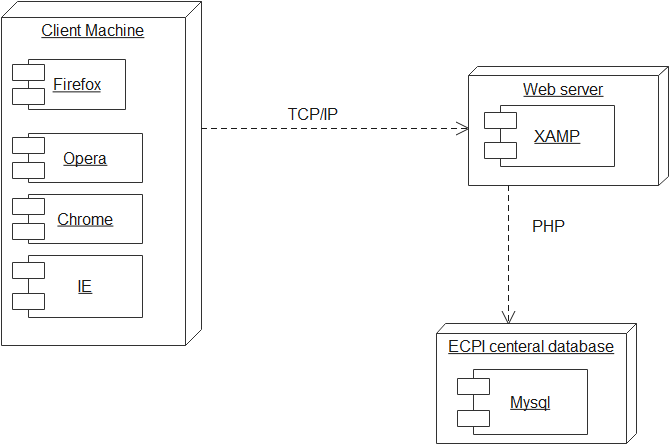 Client Machine
Firefox
Opera
Chrome
IE
TCP/IP
Web server
XAMP
PHP
ECPI centeral database
Mysql